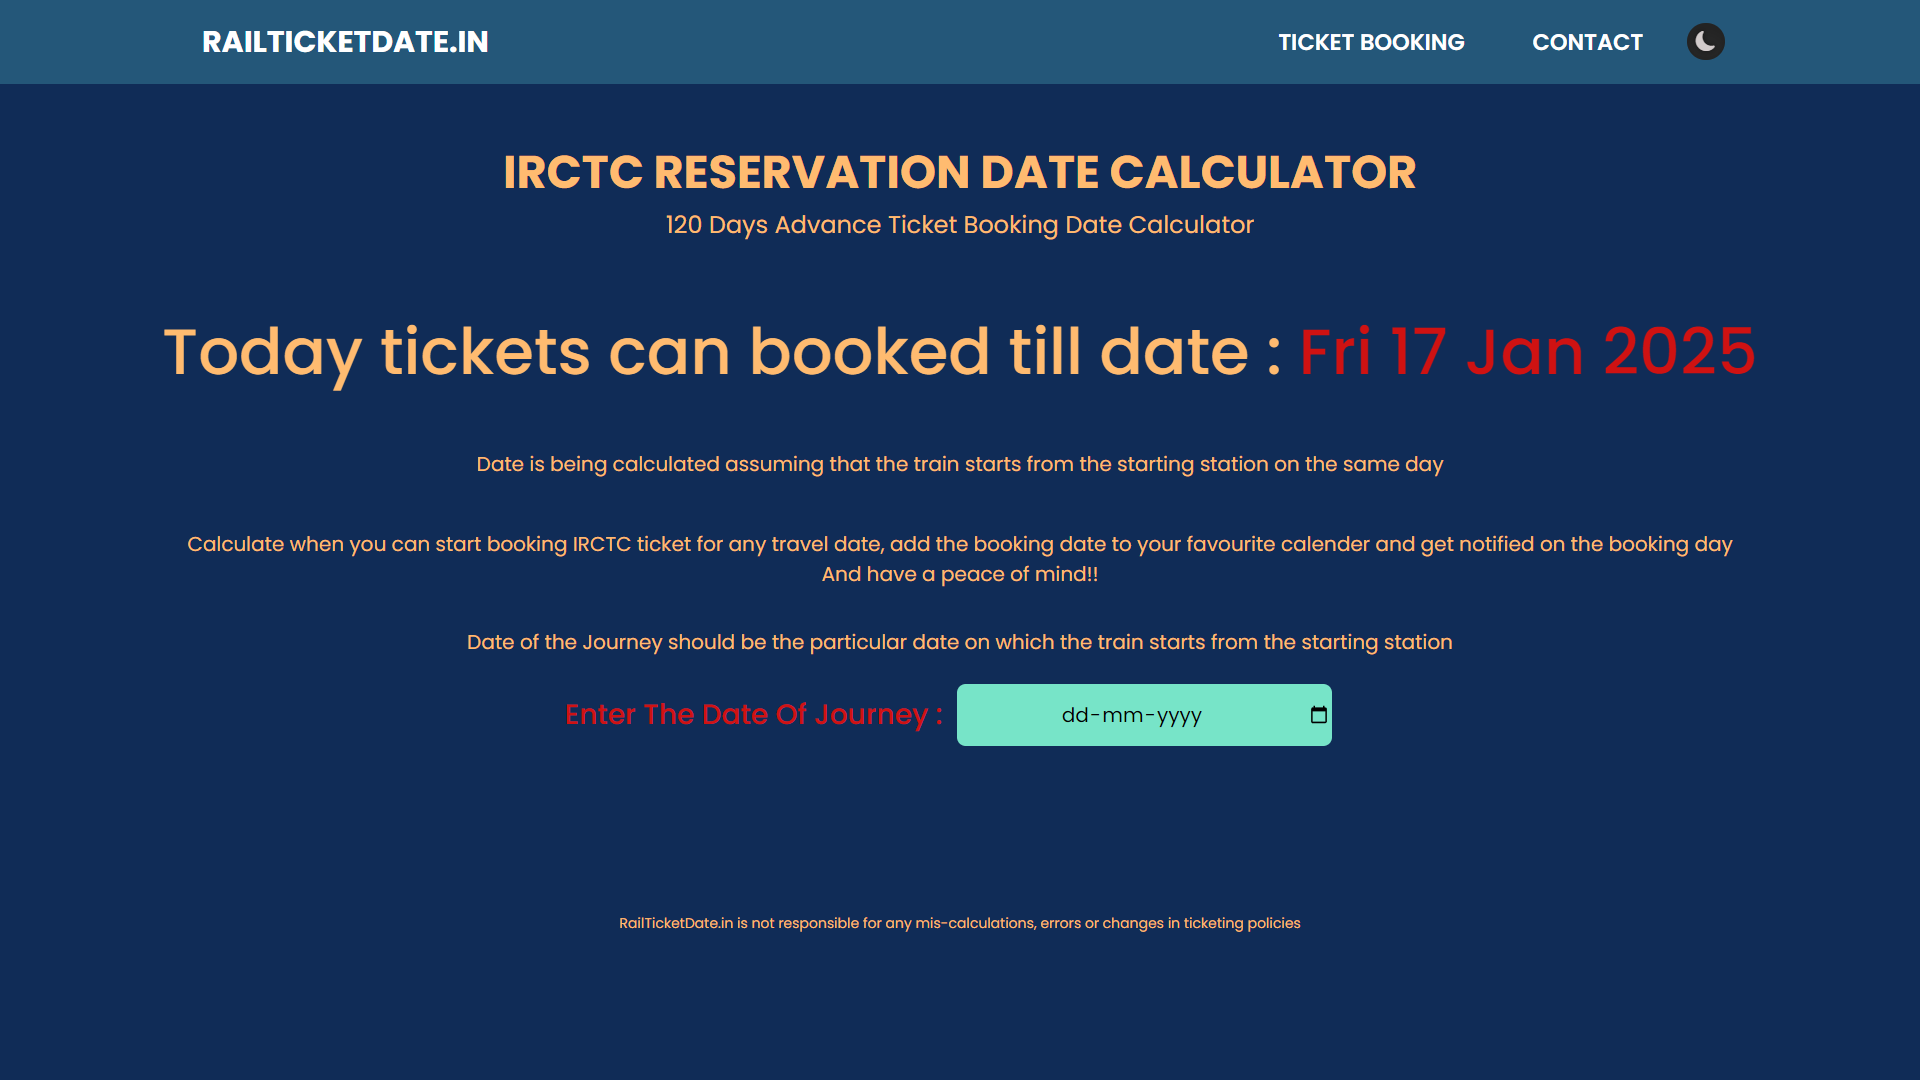 RAILTICKETDATE.IN
TICKET BOOKING
CONTACT
IRCTC RESERVATION DATE CALCULATOR
120 Days Advance Ticket Booking Date Calculator
Today tickets can booked till date : Fri 17 Jan 2025
Date is being calculated assuming that the train starts from the starting station on the same day
Calculate when you can start booking IRCTC ticket for any travel date, add the booking date to your favourite calender and get notified on the booking day
And have a peace of mind!!
Date of the Journey should be the particular date on which the train starts from the starting station
Enter The Date Of Journey : dd-mm-yyyy
RailTicketDate.in is not responsible for any mis-calculations, errors or changes in ticketing policies